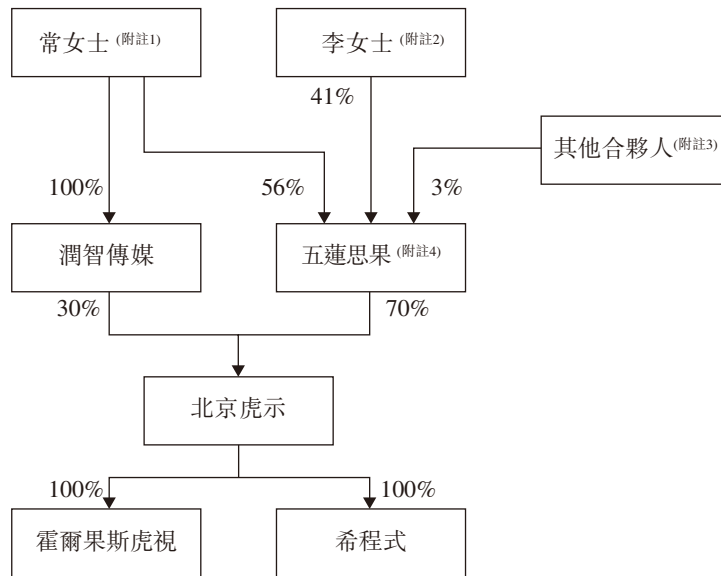 常女士(附註1)
李女士(附註2)
41%
其他合夥人(附註3)
100%
56%
3%
潤智傳媒
五蓮思果(附註4)
30%
70%
北京虎示
100%
100%
霍爾果斯虎視
希程式